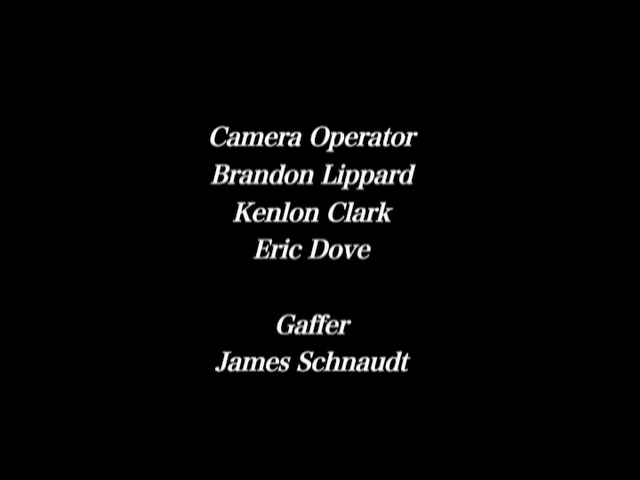 Camera Operator
Brandon Lippard
Kenlon Clark
Eric Dove
Gaffer
James Schnaudt